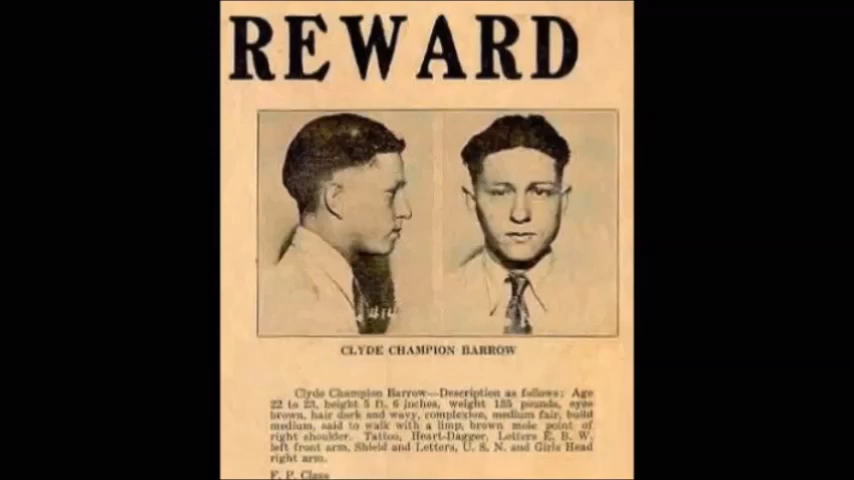 REWARD
CLYDE CHAMPION BARROW
Clyde Champion Barrow—Description as follows: Age
22 to 23, height 5 ft. 6 inches, weight 135 pounds, eyes
brown, hair dark and wavy, complexion, medium fair, build
medium, said to walk with a limp, brown mole point of
right shoulder. Tattoo, Heart-Dagger, Letters E. B. W.
left front arm, Shield and Letters, U. S. N. and Girls Head
right arm.
F. P. Class